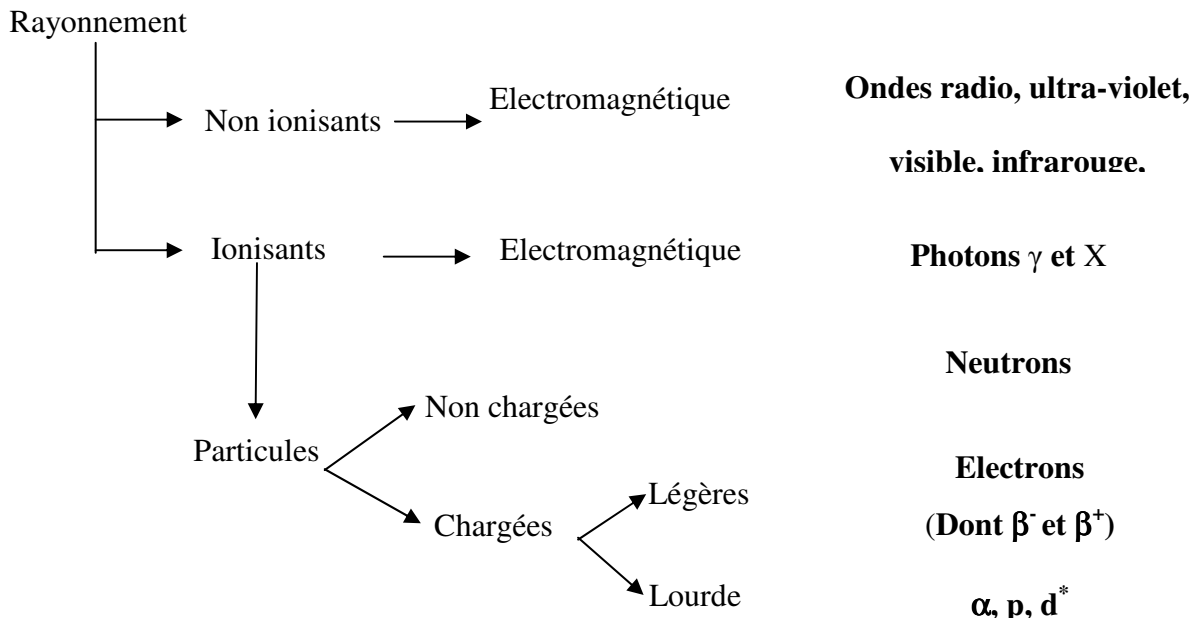 Rayonnement
Non ionisants
Electromagnétique
Ondes radio, ultra-violet,
visible, infrarouge,
Ionisants
Electromagnétique
Photons γ et X
Neutrons
Non chargées
Particules
Electrons
Légères
Chargées
(Dont β⁻ et β⁺)
Lourde
α, p, d*